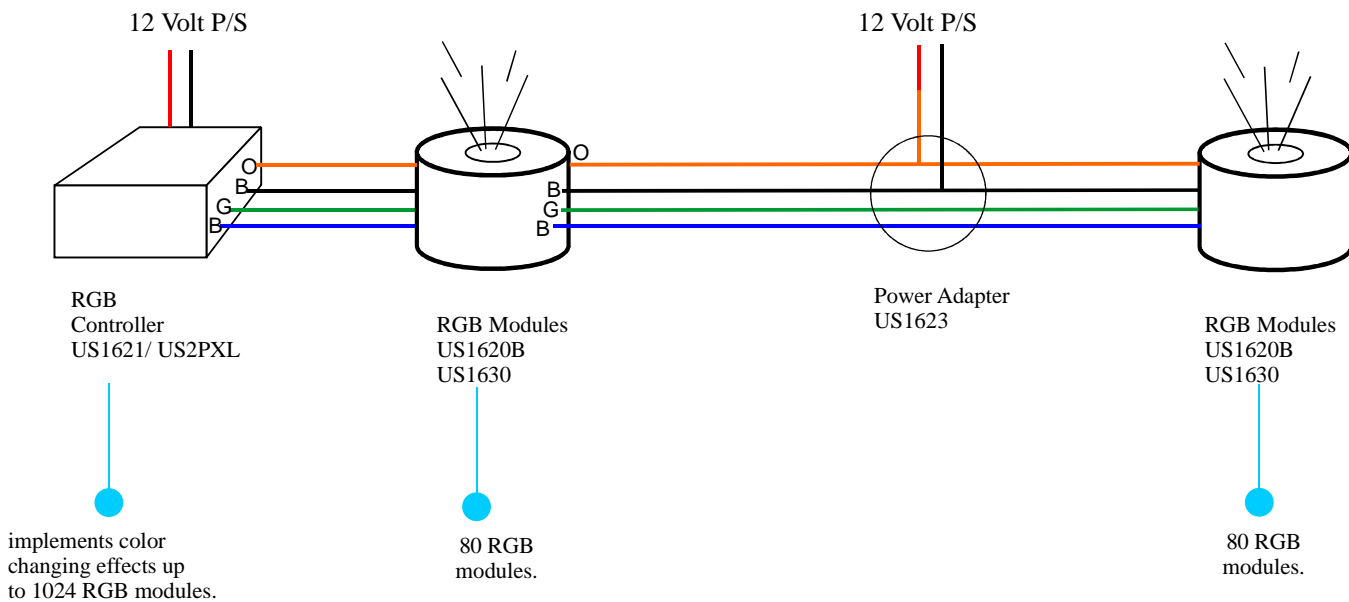 12 Volt P/S
12 Volt P/S
O
B
G
B
O
B
G
B
RGB
Controller
US1621/ US2PXL
RGB Modules
US1620B
US1630
Power Adapter
US1623
RGB Modules
US1620B
US1630
implements color
changing effects up
to 1024 RGB modules.
80 RGB
modules.
80 RGB
modules.